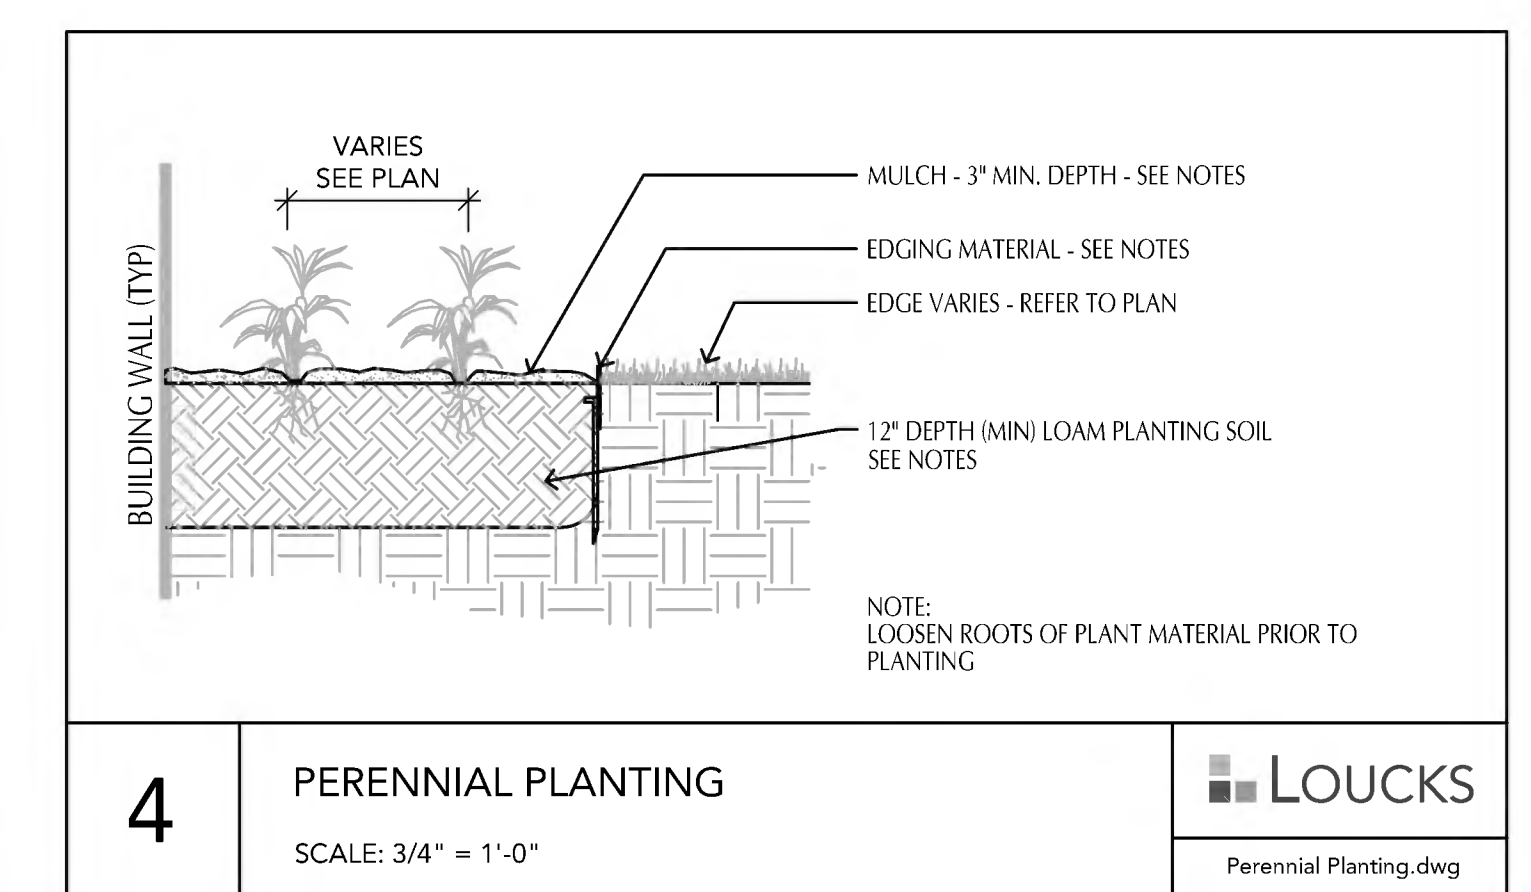 VARIES
SEE PLAN
MULCH - 3" MIN. DEPTH - SEE NOTES
EDGING MATERIAL - SEE NOTES
EDGE VARIES - REFER TO PLAN
BUILDING WALL (TYP)
12" DEPTH (MIN) LOAM PLANTING SOIL
SEE NOTES
NOTE:
LOOSEN ROOTS OF PLANT MATERIAL PRIOR TO
PLANTING
4
PERENNIAL PLANTING
SCALE: 3/4" = 1'-0"
LOUCKS
Perennial Planting.dwg